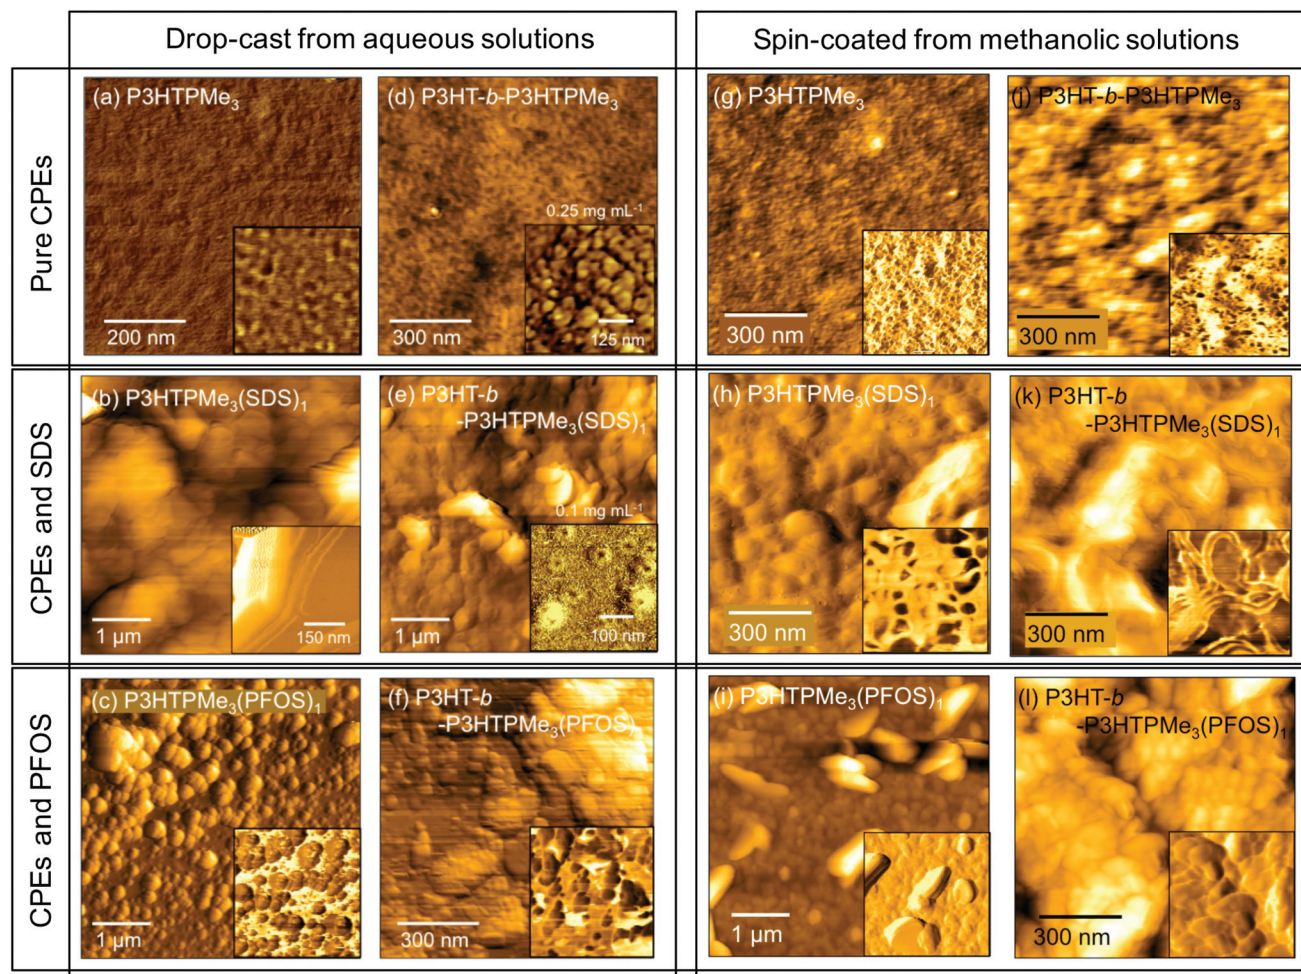 Drop-cast from aqueous solutions
Spin-coated from methanolic solutions
Pure CPEs
(a) P3HTPMe₃
200 nm
(d) P3HT-b-P3HTPMe₃
0.25 mg mL⁻¹
125 nm
300 nm
(g) P3HTPMe₃
300 nm
(j) P3HT-b-P3HTPMe₃
300 nm
CPEs and SDS
(b) P3HTPMe₃(SDS)₁
1 µm
150 nm
(e) P3HT-b
-P3HTPMe₃(SDS)₁
0.1 mg mL⁻¹
100 nm
1 µm
(h) P3HTPMe₃(SDS)₁
300 nm
(k) P3HT-b
-P3HTPMe₃(SDS)₁
300 nm
CPEs and PFOS
(c) P3HTPMe₃(PFOS)₁
1 µm
(f) P3HT-b
-P3HTPMe₃(PFOS)
300 nm
(i) P3HTPMe₃(PFOS)₁
1 µm
(l) P3HT-b
-P3HTPMe₃(PFOS)₁
300 nm